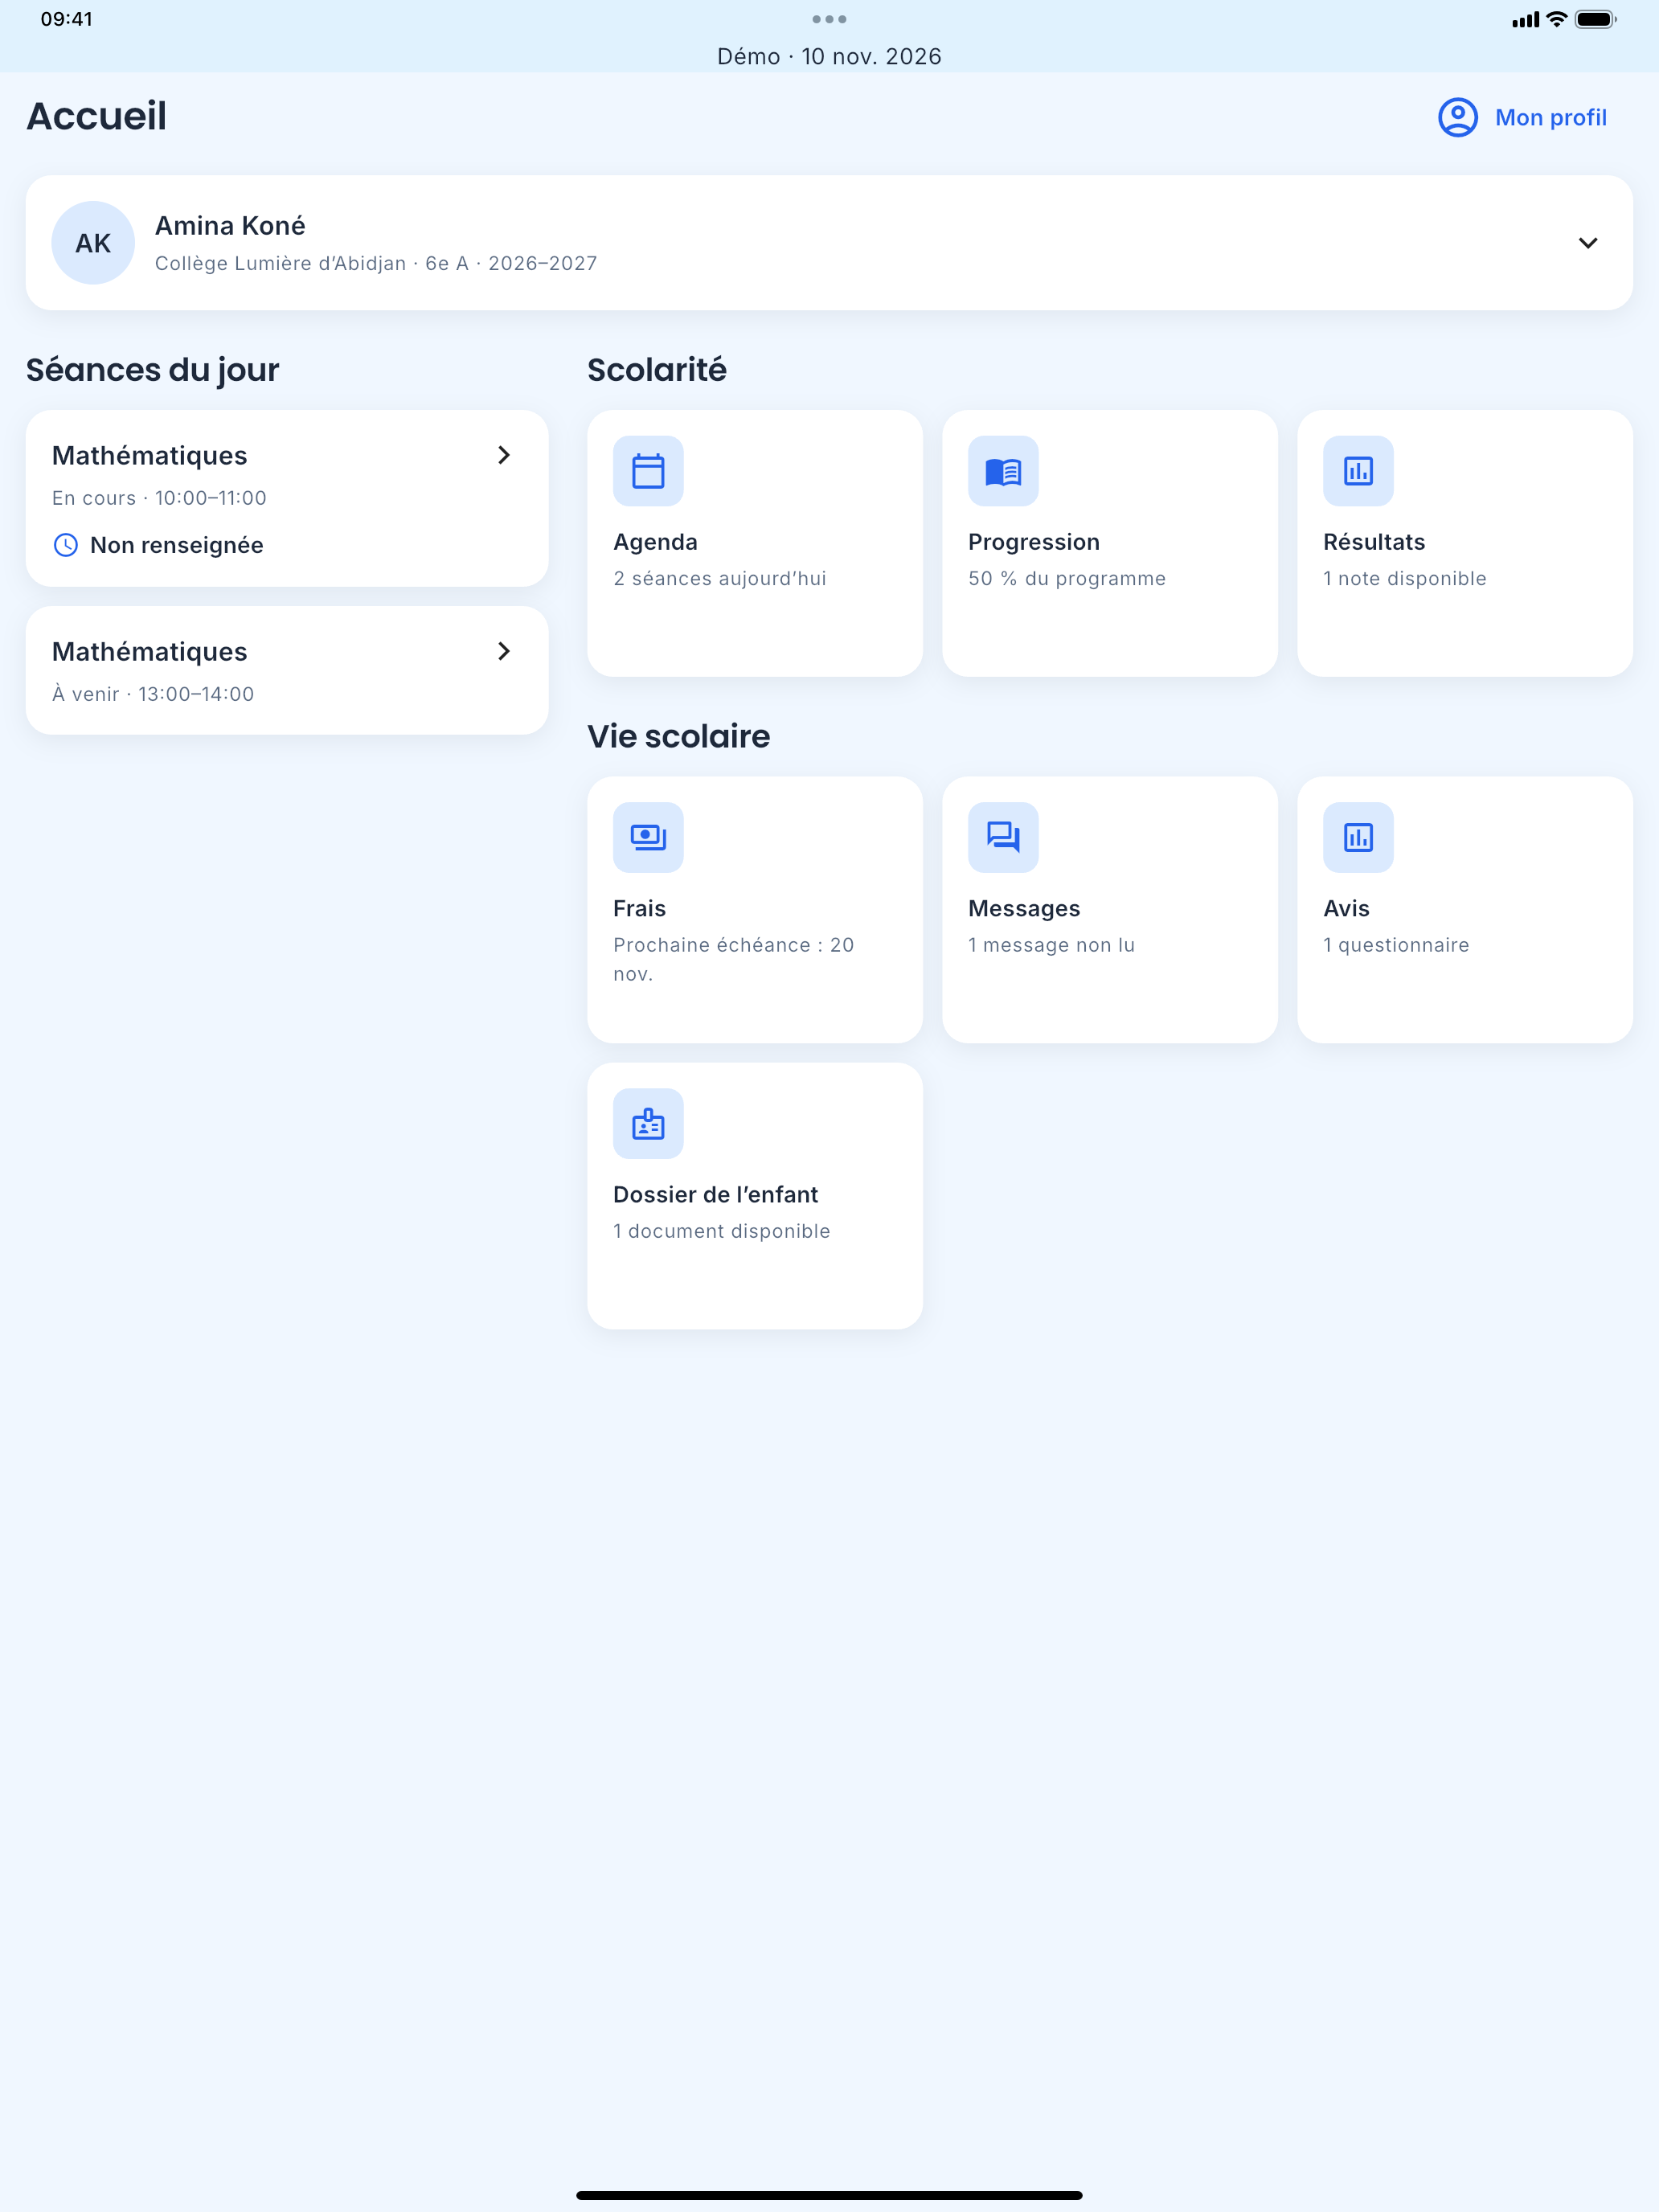 09:41
Démo · 10 nov. 2026
Accueil
Mon profil
AK
Amina Koné
Collège Lumière d’Abidjan · 6e A · 2026–2027
Séances du jour
Mathématiques
En cours · 10:00–11:00
Non renseignée
Mathématiques
À venir · 13:00–14:00
Scolarité
Agenda
2 séances aujourd’hui
Progression
50 % du programme
Résultats
1 note disponible
Vie scolaire
Frais
Prochaine échéance : 20
nov.
Messages
1 message non lu
Avis
1 questionnaire
Dossier de l’enfant
1 document disponible